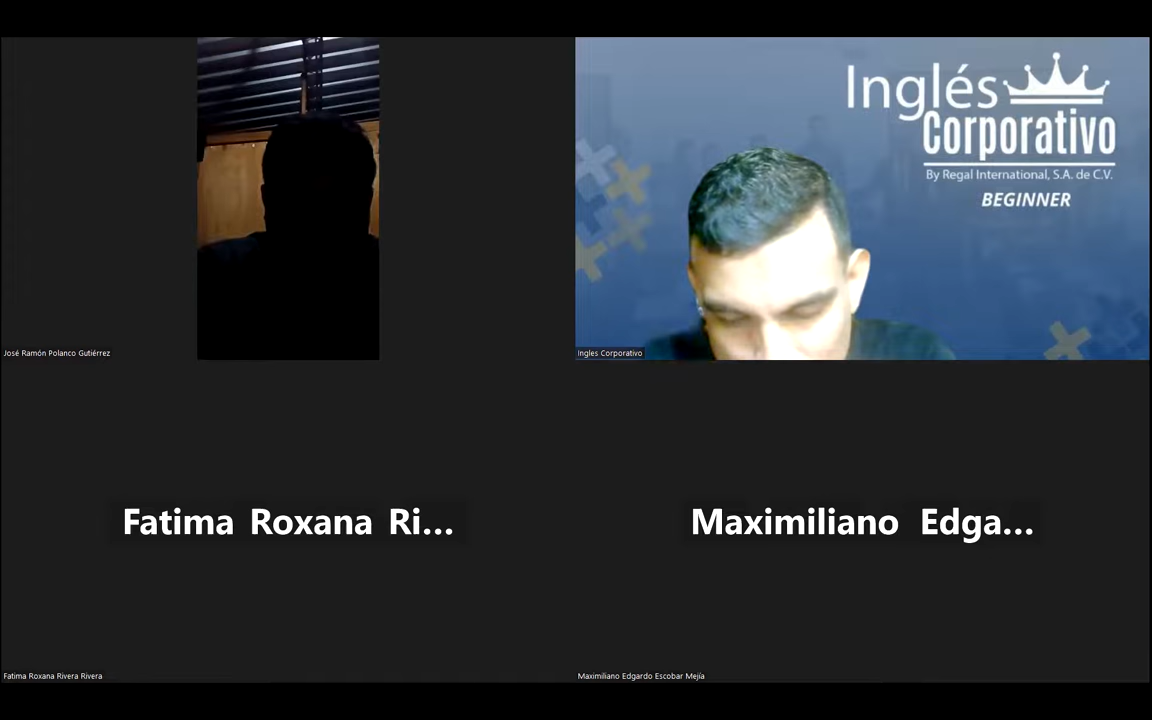 Inglés
Corporativo
By Regal International, S.A. de C.V.
BEGINNER
José Ramón Polanco Gutiérrez
Ingles Corporativo
Fatima Roxana Ri...
Maximiliano Edga...
Fatima Roxana Rivera Rivera
Maximiliano Edgardo Escobar Mejía